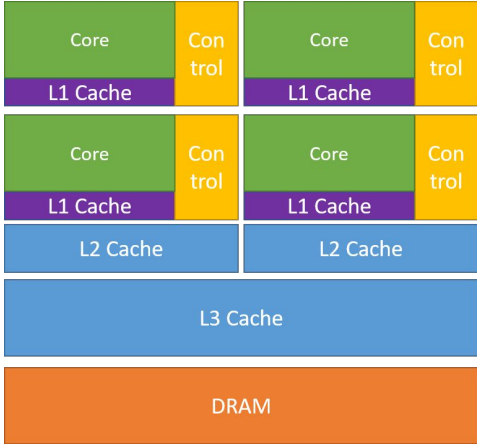 Core
Con
trol
L1 Cache
Core
Con
trol
L1 Cache
Core
Con
trol
L1 Cache
Core
Con
trol
L1 Cache
L2 Cache
L2 Cache
L3 Cache
DRAM